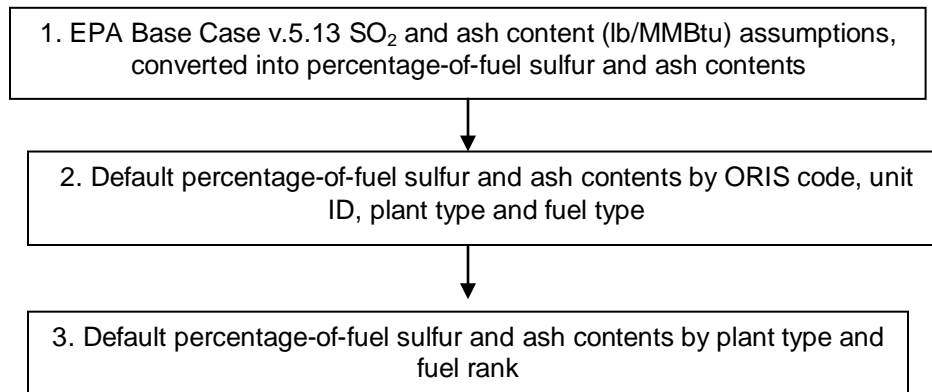 1. EPA Base Case v.5.13 SO₂ and ash content (lb/MMBtu) assumptions,
converted into percentage-of-fuel sulfur and ash contents
2. Default percentage-of-fuel sulfur and ash contents by ORIS code, unit
ID, plant type and fuel type
3. Default percentage-of-fuel sulfur and ash contents by plant type and
fuel rank